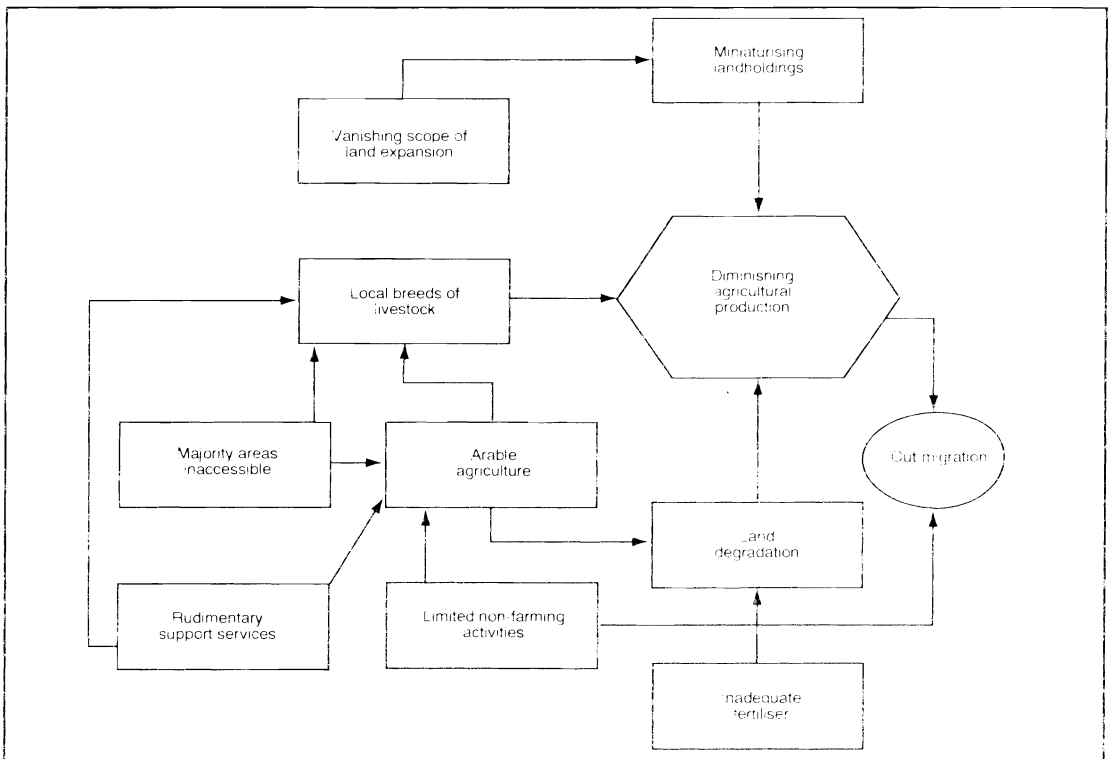 Miniaturising
landholdings
Vanishing scope of
land expansion
Local breeds of
livestock
Diminishing
agricultural
production
Majority areas
inaccessible
Arable
agriculture
Out migration
Land
degradation
Rudimentary
support services
Limited non-farming
activities
Inadequate
fertiliser